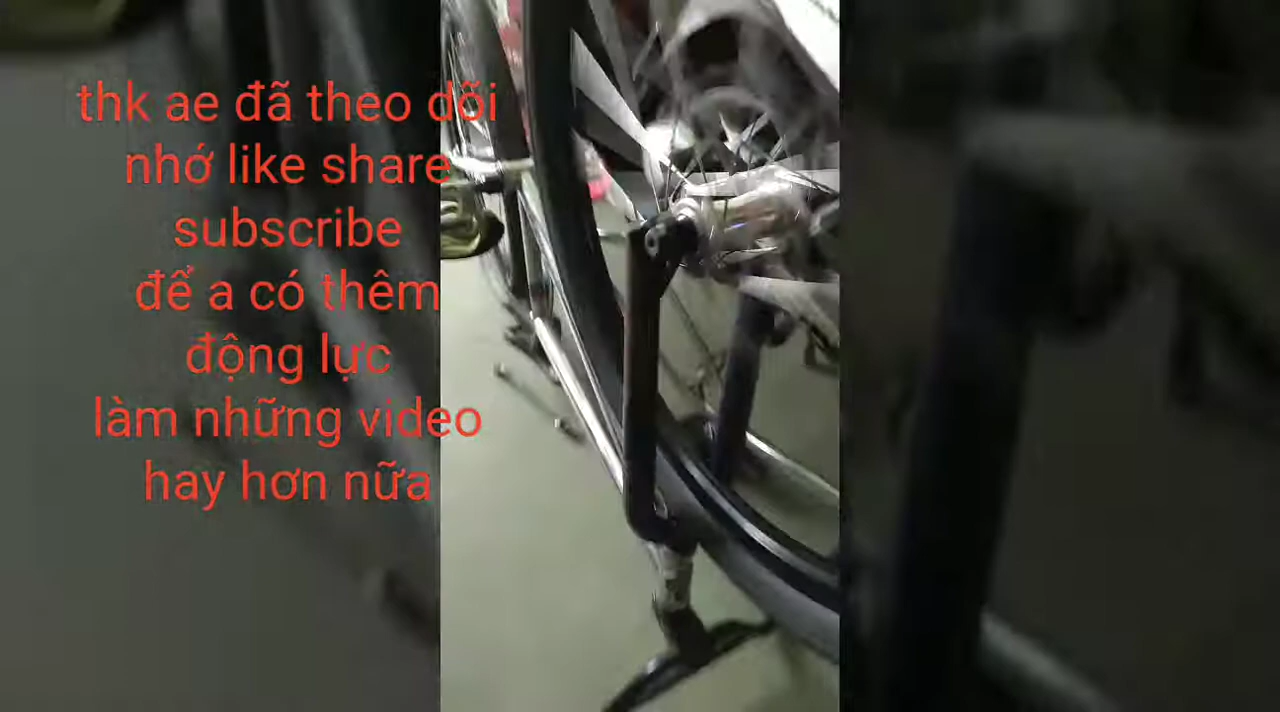 thk ae đã theo dõi
nhớ like share
subscribe
để a có thêm
động lực
làm những video
hay hơn nữa